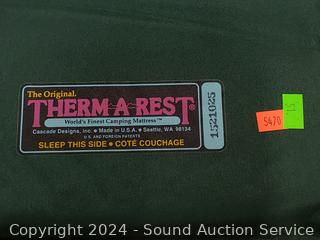 The Original.
THERM-A-REST®
World's Finest Camping Mattress™
Cascade Designs, Inc. • Made in U.S.A. • Seattle, WA 98134
U.S. AND FOREIGN PATENTS
SLEEP THIS SIDE • COTÉ COUCHAGE
1521025
5470
Copyright 2024 - Sound Auction Service